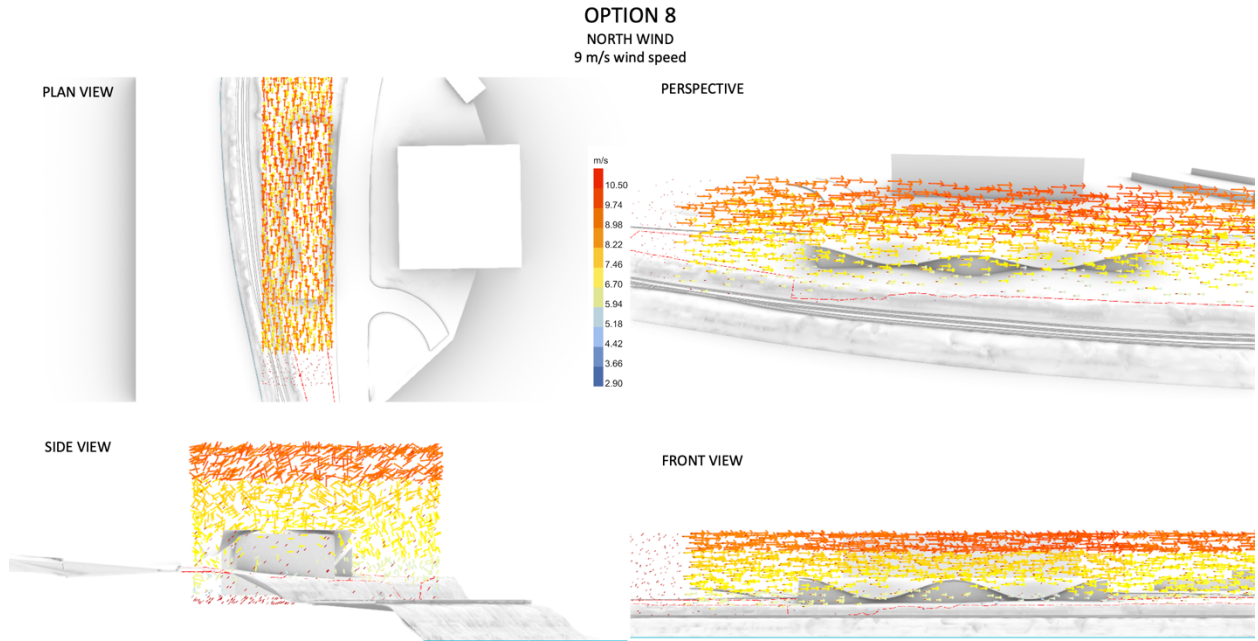 OPTION 8
NORTH WIND
9 m/s wind speed
PLAN VIEW
PERSPECTIVE
m/s
10.50
9.74
8.98
8.22
7.46
6.70
5.94
5.18
4.42
3.66
2.90
SIDE VIEW
FRONT VIEW